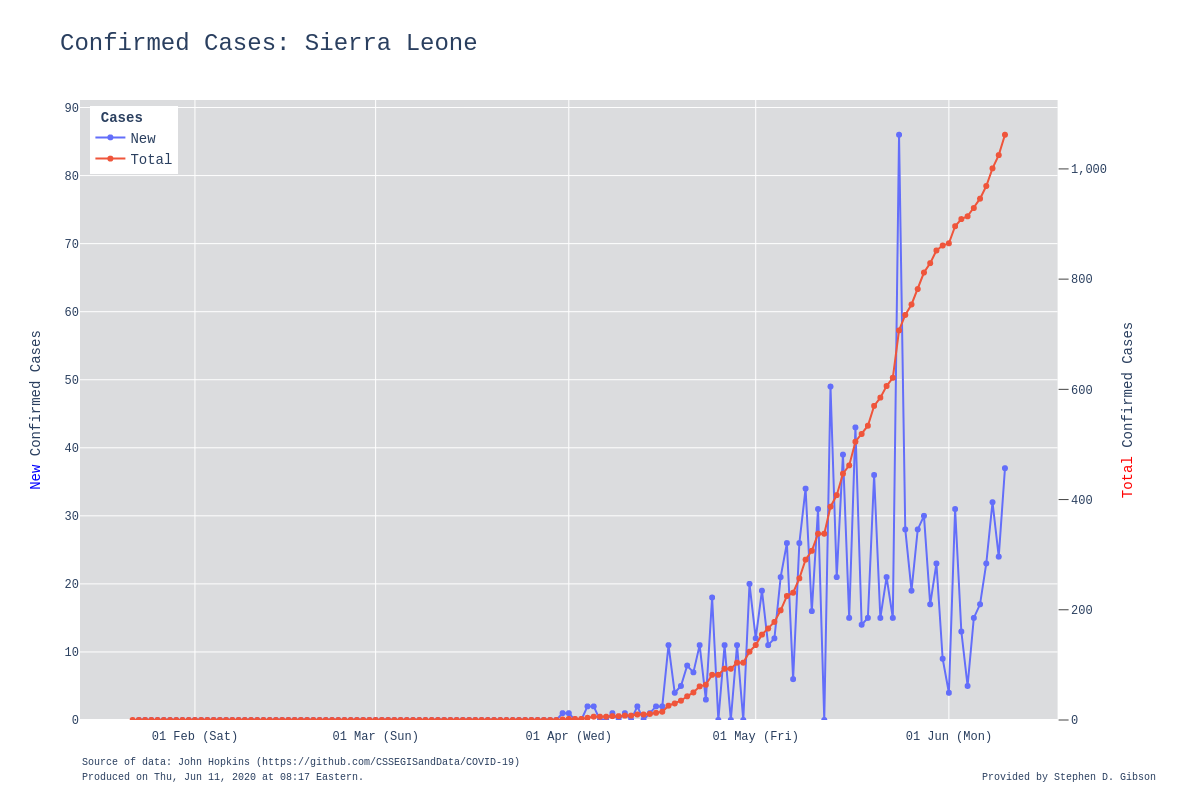 Confirmed Cases: Sierra Leone
Cases
New
Total
90
80
70
60
50
40
30
20
10
0
New Confirmed Cases
1,000
800
600
400
200
0
Total Confirmed Cases
01 Feb (Sat)
01 Mar (Sun)
01 Apr (Wed)
01 May (Fri)
01 Jun (Mon)
Source of data: John Hopkins (https://github.com/CSSEGISandData/COVID-19)
Produced on Thu, Jun 11, 2020 at 08:17 Eastern.
Provided by Stephen D. Gibson